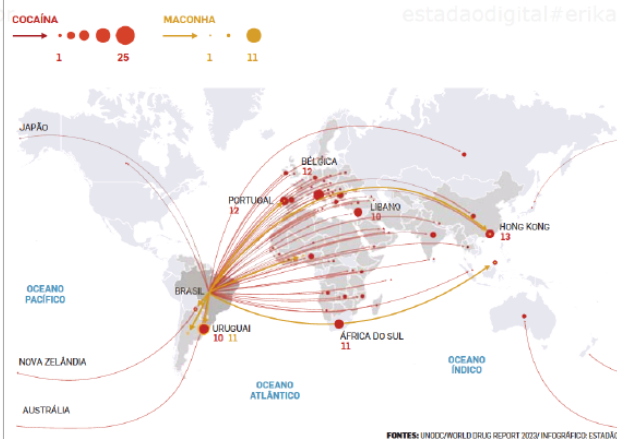 estadaodigital#erika
COCAÍNA
MACONHA
1
25
1
11
JAPÃO
BÉLGICA
12
PORTUGAL
12
LÍBANO
10
HONG KONG
13
BRASIL
OCEANO
PACÍFICO
URUGUAI
10 11
ÁFRICA DO SUL
11
NOVA ZELÂNDIA
OCEANO
ÍNDICO
OCEANO
ATLÂNTICO
AUSTRÁLIA
FONTES: UNODC/WORLD DRUG REPORT 2023/ INFOGRÁFICO: ESTADÃO